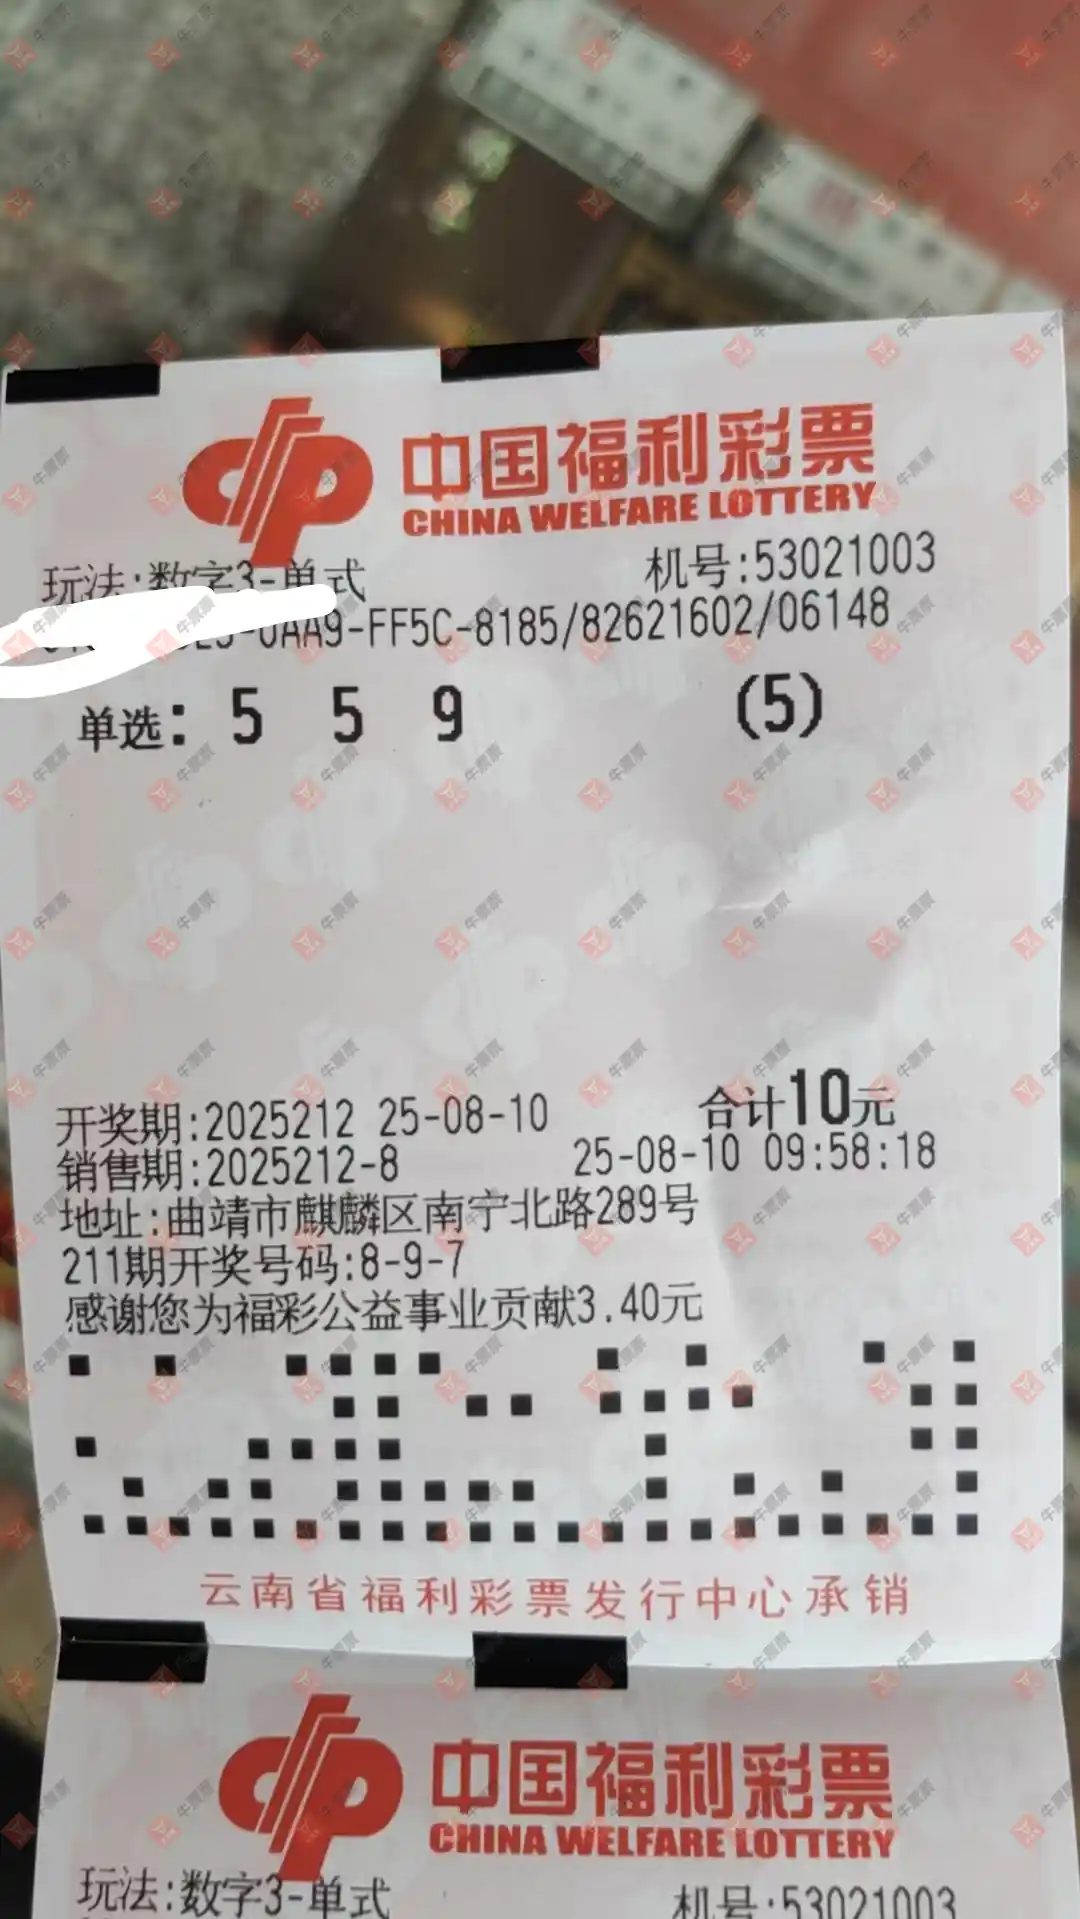 中国福利彩票
CHINA WELFARE LOTTERY
玩法:数字3-单式 机号:53021003
0AA9-FF5C-8185/82621602/06148
单选: 5 5 9 (5)
开奖期:2025212 25-08-10 合计10元
销售期:2025212-8 25-08-10 09:58:18
地址:曲靖市麒麟区南宁北路289号
211期开奖号码:8-9-7
感谢您为福彩公益事业贡献3.40元
云南省福利彩票发行中心承销
中国福利彩票
CHINA WELFARE LOTTERY
玩法:数字3-单式 机号:53021003
牛票票